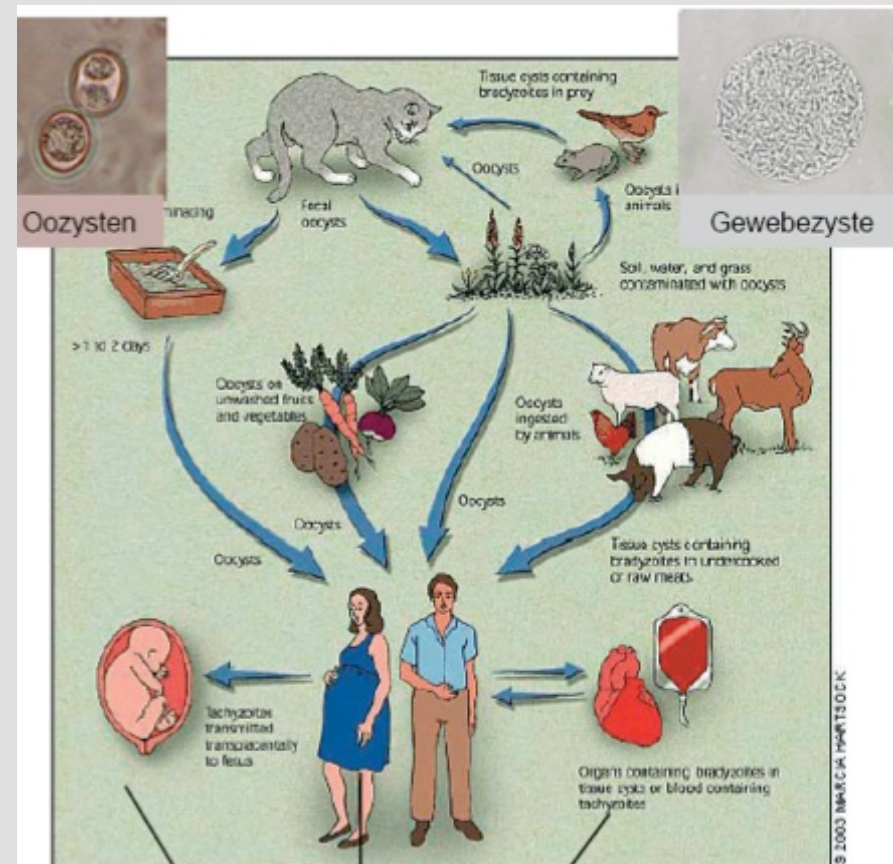 Oozysten
Gewebezyste
Tissue cysts containing
bradyzoites in prey
Oocysts
Oocysts
animals
Fecal
oocysts
Soil, water, and grass
contaminated with oocysts
>1 to 2 days
Oocysts on
unwashed fruits
and vegetables
Oocysts
ingested
by animals
Oocysts
Oocysts
Oocysts
Tissue cysts containing
bradyzoites in undercooked
or raw meats
Tachyzoites
transmitted
transplacentally
to fetus
Organs containing bradyzoites in
tissue cysts or blood containing
tachyzoites
2003 MARCIA HARTSOCK